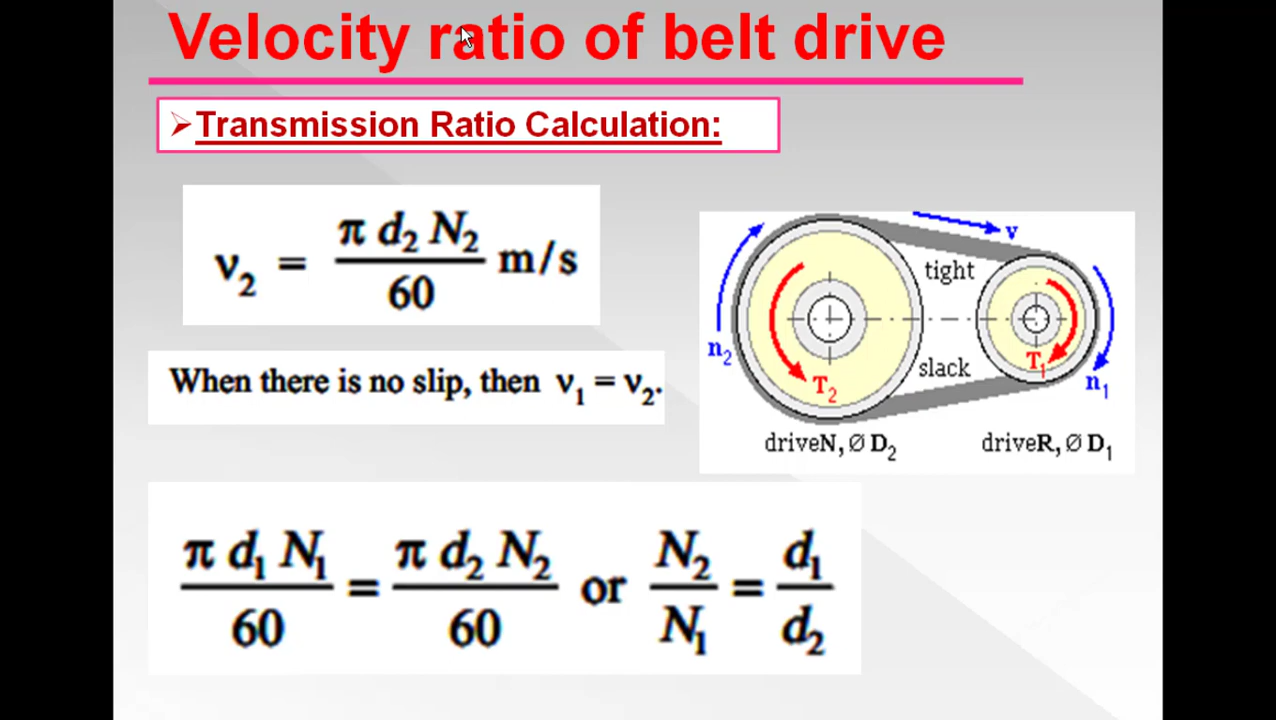 Velocity ratio of belt drive
➢Transmission Ratio Calculation:
v₂ = π d₂ N₂ / 60 m/s
When there is no slip, then v₁ = v₂.
v
tight
n₂
slack
T₂
T₁
n₁
driveN, Ø D₂
driveR, Ø D₁
π d₁ N₁ / 60 = π d₂ N₂ / 60 or N₂ / N₁ = d₁ / d₂